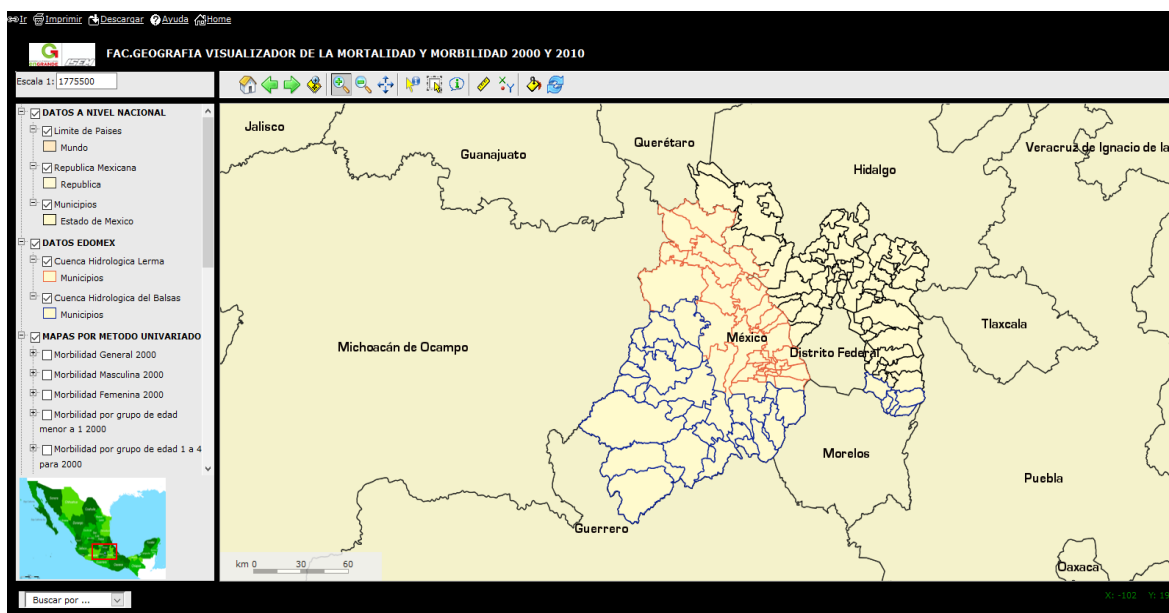 Ir Imprimir Descargar Ayuda Home
FAC.GEOGRAFIA VISUALIZADOR DE LA MORTALIDAD Y MORBILIDAD 2000 Y 2010
Escala 1: 1775500
DATOS A NIVEL NACIONAL
Limite de Paises
Mundo
Republica Mexicana
Republica
Municipios
Estado de Mexico
DATOS EDOMEX
Cuenca Hidrologica Lerma
Municipios
Cuenca Hidrologica del Balsas
Municipios
MAPAS POR METODO UNIVARIADO
Morbilidad General 2000
Morbilidad Masculina 2000
Morbilidad Femenina 2000
Morbilidad por grupo de edad
menor a 1 2000
Morbilidad por grupo de edad 1 a 4
para 2000
Jalisco
Guanajuato
Querétaro
Hidalgo
Veracruz de Ignacio de la
Michoacán de Ocampo
México
Distrito Federal
Tlaxcala
Morelos
Puebla
Guerrero
Oaxaca
km 0 30 60
Buscar por ...
X: -102 Y: 19